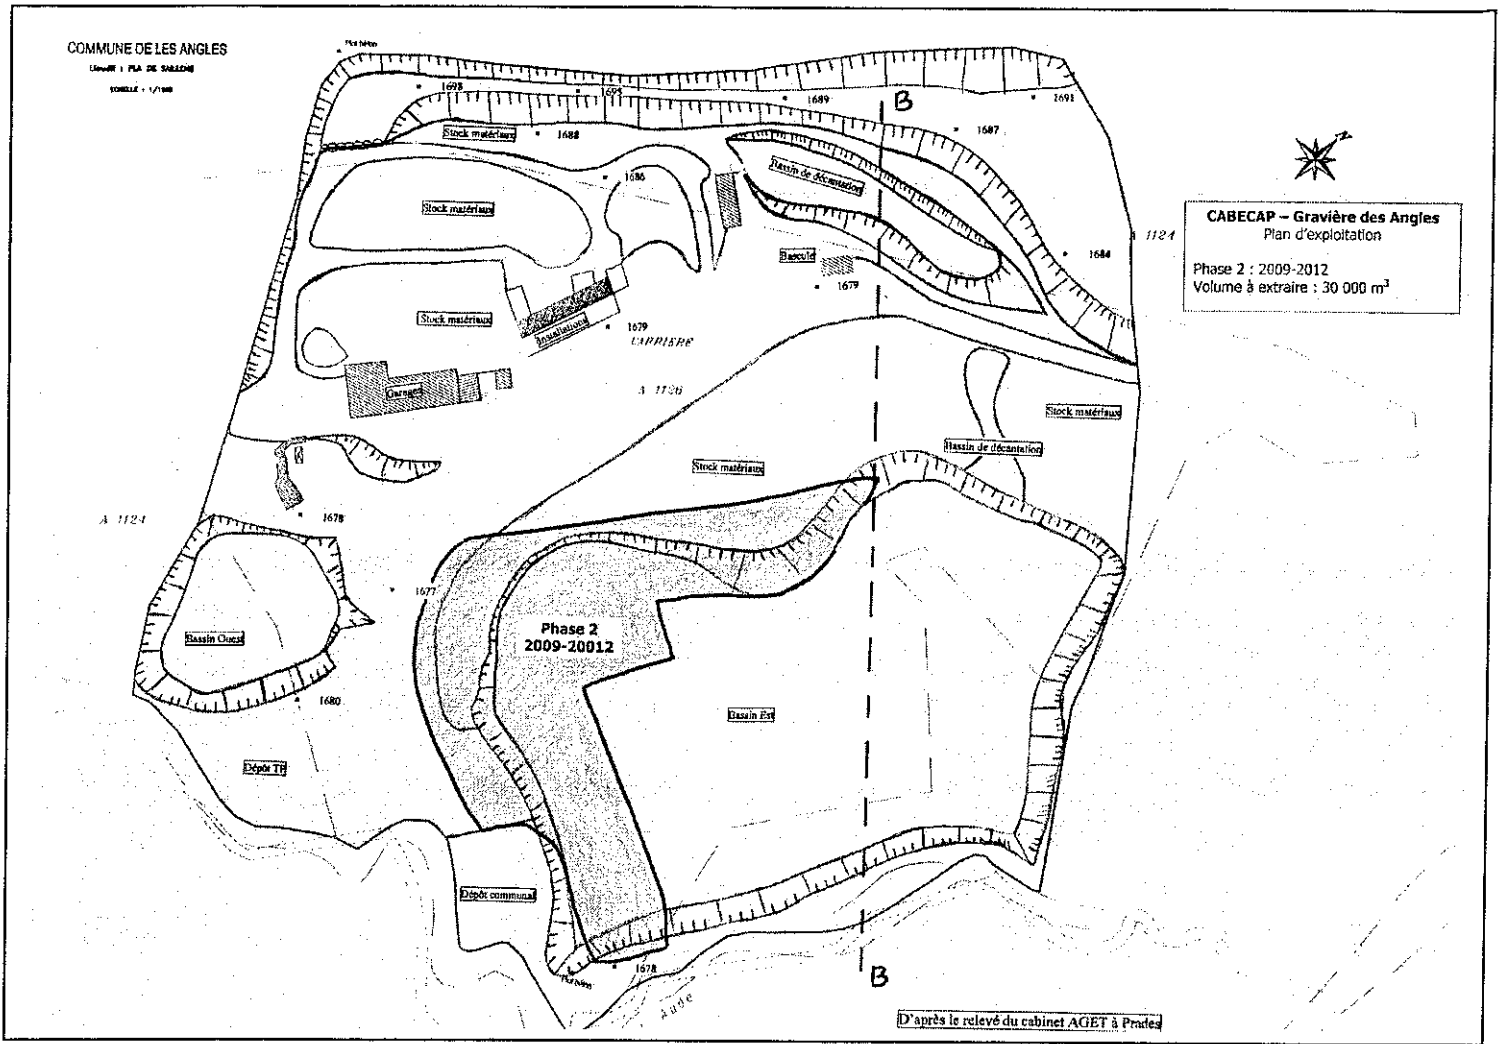 COMMUNE DE LES ANGLES
Plot béton
1698
1695
1689
B
1691
1687
Stock matériaux
1688
Bassin de décantation
1686
Stock matériaux
CABECAP – Gravière des Angles
Plan d'exploitation
Phase 2 : 2009-2012
Volume à extraire : 30 000 m³
A 1124
1684
Bascule
1679
Stock matériaux
Installations
1679
CARRIERE
Garages
A 1126
Stock matériaux
Bassin de décantation
Stock matériaux
A 1124
1678
1677
Phase 2
2009-20012
Bassin Ouest
1680
Bassin Est
Dépôt TP
Dépôt communal
1678
Plot béton
B
Aude
D'après le relevé du cabinet AGET à Prades